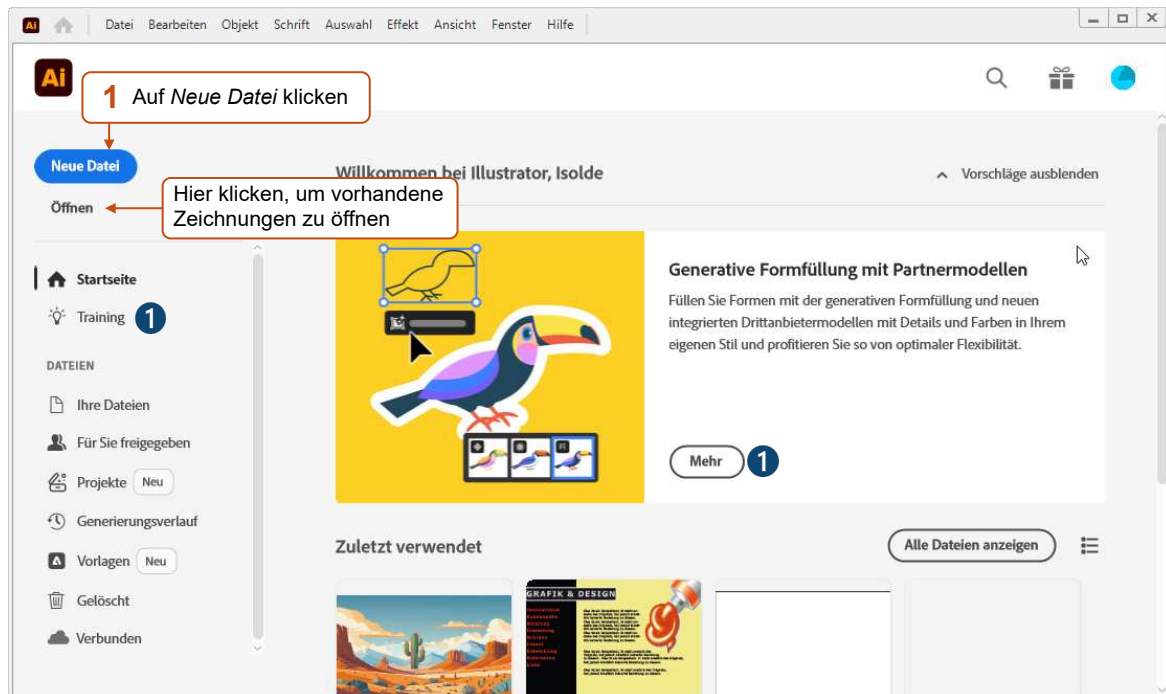 Ai
Datei Bearbeiten Objekt Schrift Auswahl Effekt Ansicht Fenster Hilfe
Ai
1 Auf Neue Datei klicken
Neue Datei
Öffnen
Hier klicken, um vorhandene
Zeichnungen zu öffnen
Willkommen bei Illustrator, Isolde
Vorschläge ausblenden
Startseite
Training 1
DATEIEN
Ihre Dateien
Für Sie freigegeben
Projekte Neu
Generierungsverlauf
Vorlagen Neu
Gelöscht
Verbunden
Generative Formfüllung mit Partnermodellen
Füllen Sie Formen mit der generativen Formfüllung und neuen
integrierten Drittanbietermodellen mit Details und Farben in Ihrem
eigenen Stil und profitieren Sie so von optimaler Flexibilität.
Mehr 1
Zuletzt verwendet
Alle Dateien anzeigen
GRAFIK & DESIGN